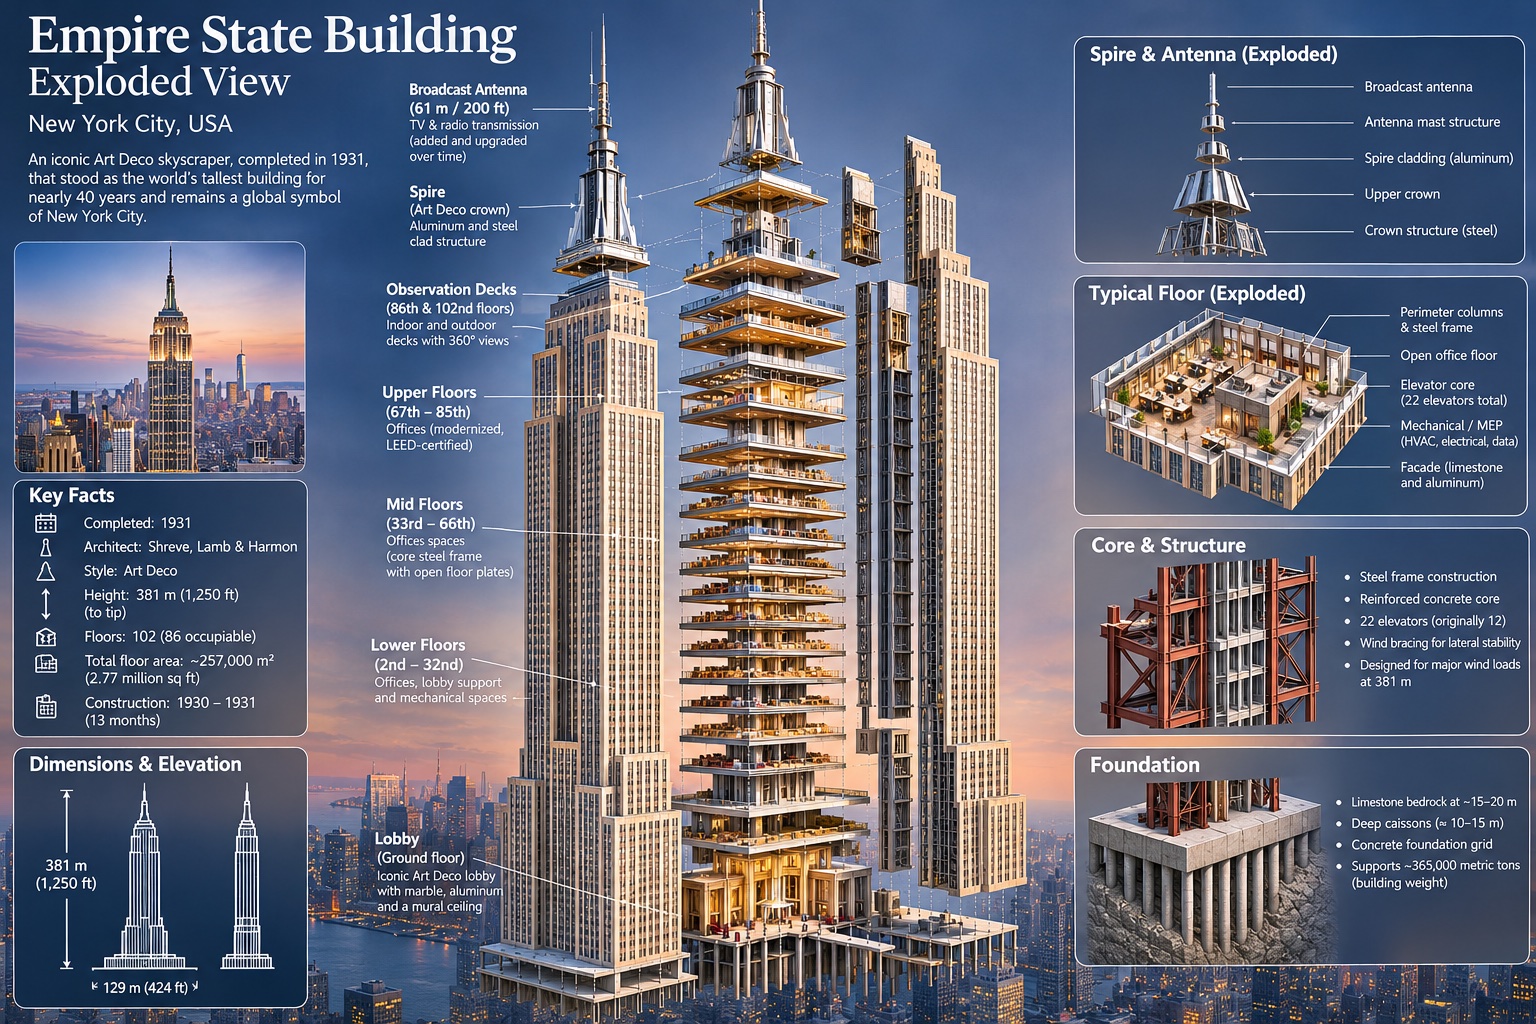 Empire State Building
Exploded View
New York City, USA
An iconic Art Deco skyscraper, completed in 1931,
that stood as the world's tallest building for
nearly 40 years and remains a global symbol
of New York City.
Key Facts
Completed: 1931
Architect: Shreve, Lamb & Harmon
Style: Art Deco
Height: 381 m (1,250 ft)
(to tip)
Floors: 102 (86 occupiable)
Total floor area: ~257,000 m²
(2.77 million sq ft)
Construction: 1930 – 1931
(13 months)
Dimensions & Elevation
381 m
(1,250 ft)
129 m (424 ft)
Broadcast Antenna
(61 m / 200 ft)
TV & radio transmission
(added and upgraded
over time)
Spire
(Art Deco crown)
Aluminum and steel
clad structure
Observation Decks
(86th & 102nd floors)
Indoor and outdoor
decks with 360° views
Upper Floors
(67th – 85th)
Offices (modernized,
LEED-certified)
Mid Floors
(33rd – 66th)
Offices spaces
(core steel frame
with open floor plates)
Lower Floors
(2nd – 32nd)
Offices, lobby support
and mechanical spaces
Lobby
(Ground floor)
Iconic Art Deco lobby
with marble, aluminum
and a mural ceiling
Spire & Antenna (Exploded)
Broadcast antenna
Antenna mast structure
Spire cladding (aluminum)
Upper crown
Crown structure (steel)
Typical Floor (Exploded)
Perimeter columns
& steel frame
Open office floor
Elevator core
(22 elevators total)
Mechanical / MEP
(HVAC, electrical, data)
Facade (limestone
and aluminum)
Core & Structure
• Steel frame construction
• Reinforced concrete core
• 22 elevators (originally 12)
• Wind bracing for lateral stability
• Designed for major wind loads
at 381 m
Foundation
• Limestone bedrock at ~15–20 m
• Deep caissons (≈ 10–15 m)
• Concrete foundation grid
• Supports ~365,000 metric tons
(building weight)